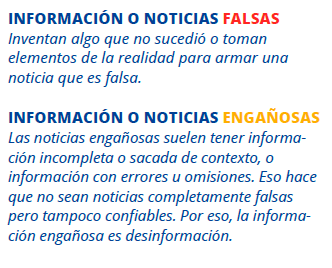 INFORMACIÓN O NOTICIAS FALSAS
Inventan algo que no sucedió o toman
elementos de la realidad para armar una
noticia que es falsa.
INFORMACIÓN O NOTICIAS ENGAÑOSAS
Las noticias engañosas suelen tener informa-
ción incompleta o sacada de contexto, o
información con errores u omisiones. Eso hace
que no sean noticias completamente falsas
pero tampoco confiables. Por eso, la informa-
ción engañosa es desinformación.